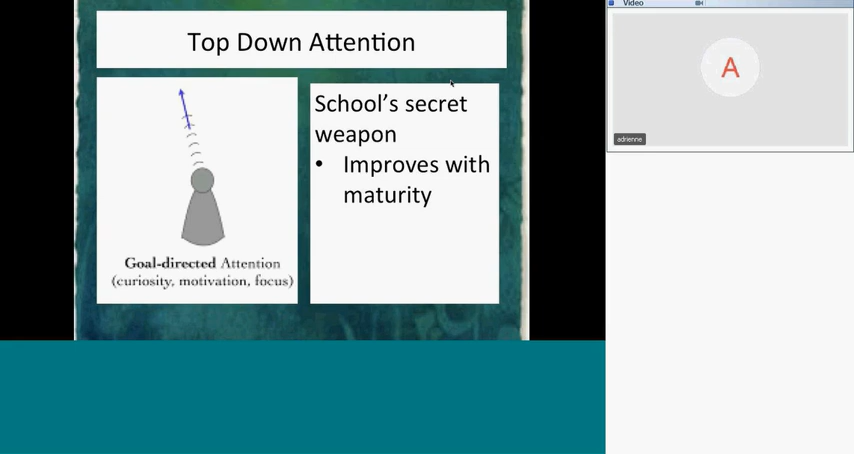 Top Down Attention
School's secret
weapon
• Improves with
maturity
Goal-directed Attention
(curiosity, motivation, focus)
Video
A
adrienne